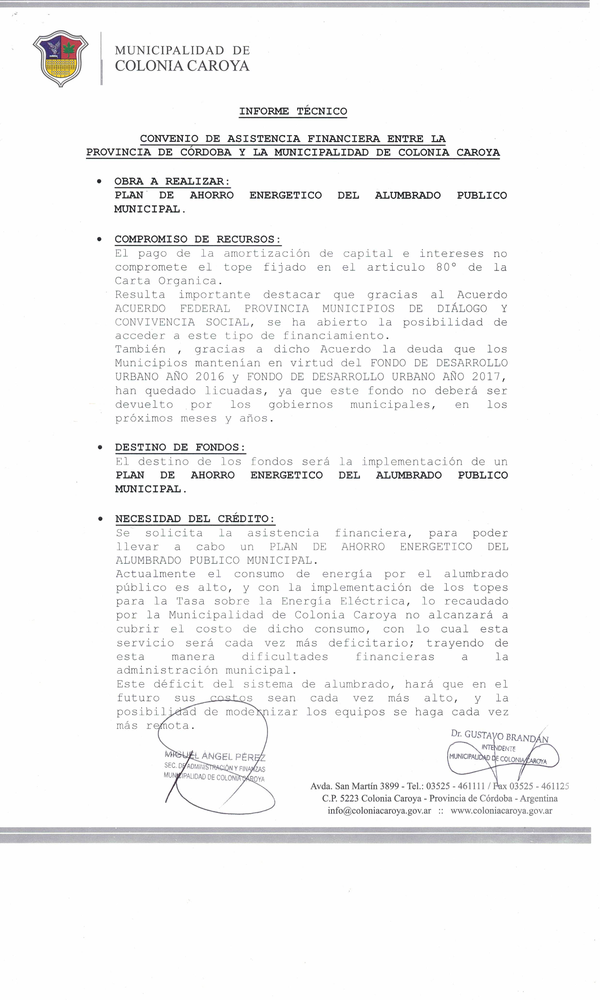 MUNICIPALIDAD DE
COLONIA CAROYA
INFORME TÉCNICO
CONVENIO DE ASISTENCIA FINANCIERA ENTRE LA
PROVINCIA DE CÓRDOBA Y LA MUNICIPALIDAD DE COLONIA CAROYA
• OBRA A REALIZAR:
PLAN DE AHORRO ENERGETICO DEL ALUMBRADO PUBLICO
MUNICIPAL.
• COMPROMISO DE RECURSOS:
El pago de la amortización de capital e intereses no
compromete el tope fijado en el articulo 80° de la
Carta Organica.
Resulta importante destacar que gracias al Acuerdo
ACUERDO FEDERAL PROVINCIA MUNICIPIOS DE DIÁLOGO Y
CONVIVENCIA SOCIAL, se ha abierto la posibilidad de
acceder a este tipo de financiamiento.
También , gracias a dicho Acuerdo la deuda que los
Municipios mantenían en virtud del FONDO DE DESARROLLO
URBANO AÑO 2016 y FONDO DE DESARROLLO URBANO AÑO 2017,
han quedado licuadas, ya que este fondo no deberá ser
devuelto por los gobiernos municipales, en los
próximos meses y años.
• DESTINO DE FONDOS:
El destino de los fondos será la implementación de un
PLAN DE AHORRO ENERGETICO DEL ALUMBRADO PUBLICO
MUNICIPAL.
• NECESIDAD DEL CRÉDITO:
Se solicita la asistencia financiera, para poder
llevar a cabo un PLAN DE AHORRO ENERGETICO DEL
ALUMBRADO PUBLICO MUNICIPAL.
Actualmente el consumo de energía por el alumbrado
público es alto, y con la implementación de los topes
para la Tasa sobre la Energía Eléctrica, lo recaudado
por la Municipalidad de Colonia Caroya no alcanzará a
cubrir el costo de dicho consumo, con lo cual esta
servicio será cada vez más deficitario; trayendo de
esta manera dificultades financieras a la
administración municipal.
Este déficit del sistema de alumbrado, hará que en el
futuro sus costos sean cada vez más alto, y la
posibilidad de modernizar los equipos se haga cada vez
más remota.
MIGUEL ÁNGEL PÉREZ
SEC. DE ADMINISTRACIÓN Y FINANZAS
MUNICIPALIDAD DE COLONIA CAROYA
Dr. GUSTAVO BRANDÁN
INTENDENTE
MUNICIPALIDAD DE COLONIA CAROYA
Avda. San Martín 3899 - Tel.: 03525 - 461111 / Fax 03525 - 461125
C.P. 5223 Colonia Caroya - Provincia de Córdoba - Argentina
info@coloniacaroya.gov.ar :: www.coloniacaroya.gov.ar